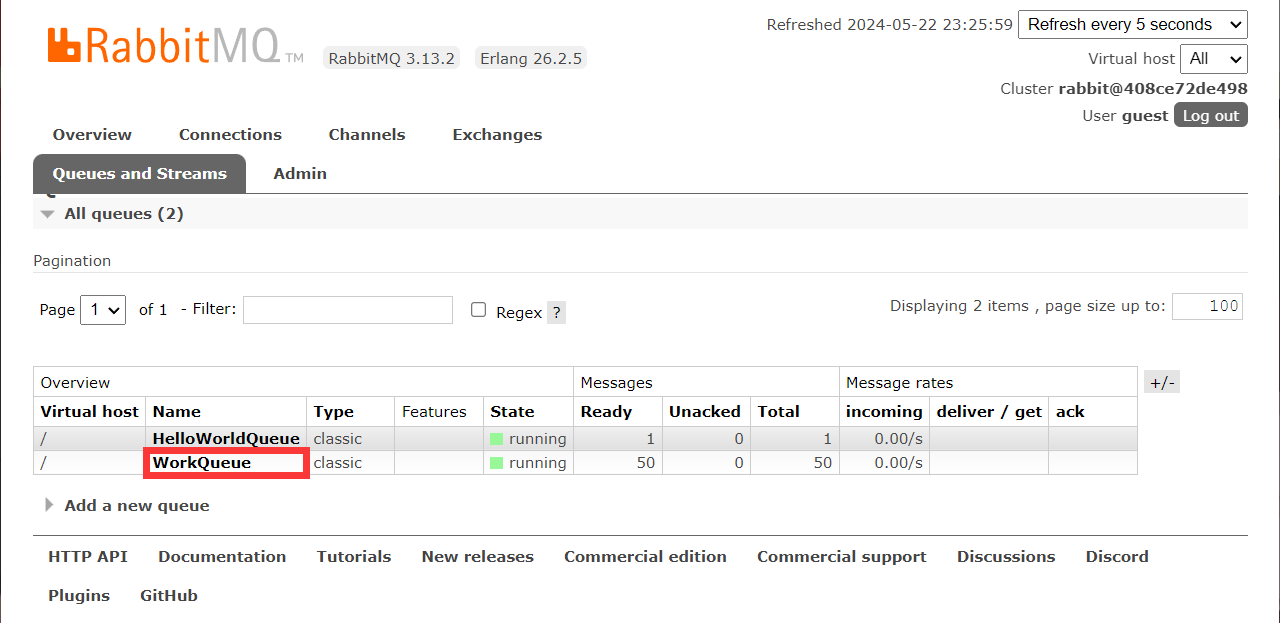 RabbitMQ TM
RabbitMQ 3.13.2
Erlang 26.2.5
Refreshed 2024-05-22 23:25:59 Refresh every 5 seconds
Virtual host All
Cluster rabbit@408ce72de498
User guest Log out
Overview Connections Channels Exchanges
Queues and Streams Admin
All queues (2)
Pagination
Page 1 of 1 - Filter: Regex ? Displaying 2 items , page size up to: 100
Overview Messages Message rates +/-
Virtual host Name Type Features State Ready Unacked Total incoming deliver / get ack
/ HelloWorldQueue classic running 1 0 1 0.00/s
/ WorkQueue classic running 50 0 50 0.00/s
Add a new queue
HTTP API Documentation Tutorials New releases Commercial edition Commercial support Discussions Discord
Plugins GitHub